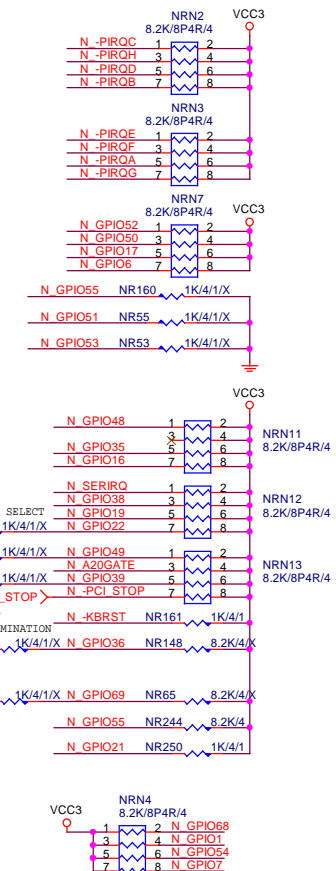 NRN2 VCC3
8.2K/8P4R/4
N_-PIRQC 1 2
N_-PIRQH 3 4
N_-PIRQD 5 6
N_-PIRQB 7 8
NRN3
8.2K/8P4R/4
N_-PIRQE 1 2
N_-PIRQF 3 4
N_-PIRQA 5 6
N_-PIRQG 7 8
NRN7
8.2K/8P4R/4 VCC3
N_GPIO52 1 2
N_GPIO50 3 4
N_GPIO17 5 6
N_GPIO6 7 8
N_GPIO55 NR160 1K/4/1/X
N_GPIO51 NR55 1K/4/1/X
N_GPIO53 NR53 1K/4/1/X
VCC3
N_GPIO48 1 2
3 4 NRN11
N_GPIO35 5 6 8.2K/8P4R/4
N_GPIO16 7 8
N_SERIRQ 1 2
N_GPIO38 3 4 NRN12
SELECT N_GPIO19 5 6 8.2K/8P4R/4
1K/4/1/X N_GPIO22 7 8
1K/4/1/X N_GPIO49 1 2
N_A20GATE 3 4 NRN13
1K/4/1/X N_GPIO39 5 6 8.2K/8P4R/4
_STOP N_-PCI_STOP 7 8
N_-KBRST NR161 1K/4/1
MINATION
1K/4/1/X N_GPIO36 NR148 8.2K/4/X
1K/4/1/X N_GPIO69 NR65 8.2K/4/X
N_GPIO55 NR244 8.2K/4
N_GPIO21 NR250 1K/4/1
NRN4
VCC3 8.2K/8P4R/4
1 2 N_GPIO68
3 4 N_GPIO1
5 6 N_GPIO54
7 8 N_GPIO7